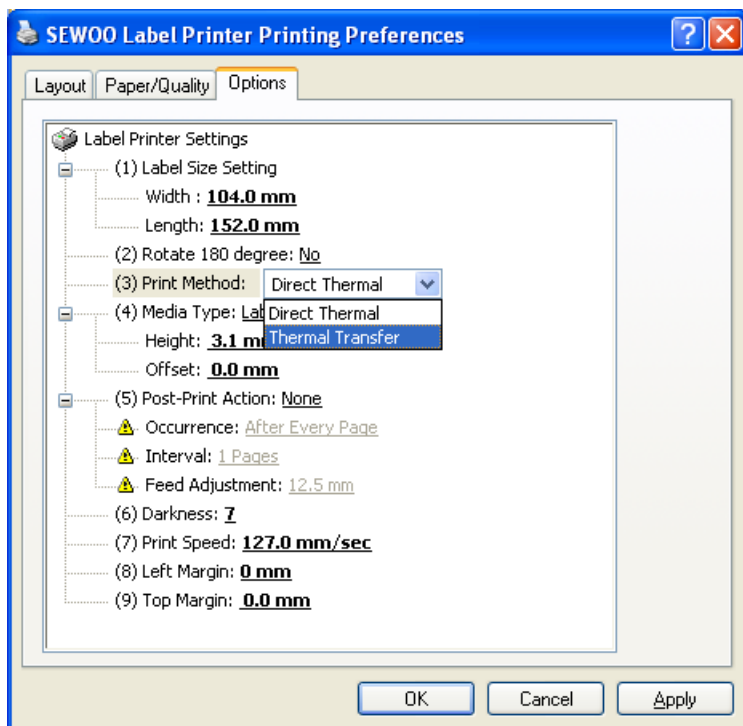 SEWOO Label Printer Printing Preferences
Layout Paper/Quality Options
Label Printer Settings
(1) Label Size Setting
Width : 104.0 mm
Length: 152.0 mm
(2) Rotate 180 degree: No
(3) Print Method: Direct Thermal
(4) Media Type: Direct Thermal
Height: 3.1 Thermal Transfer
Offset: 0.0 mm
(5) Post-Print Action: None
Occurrence: After Every Page
Interval: 1 Pages
Feed Adjustment: 12.5 mm
(6) Darkness: 7
(7) Print Speed: 127.0 mm/sec
(8) Left Margin: 0 mm
(9) Top Margin: 0.0 mm
OK Cancel Apply